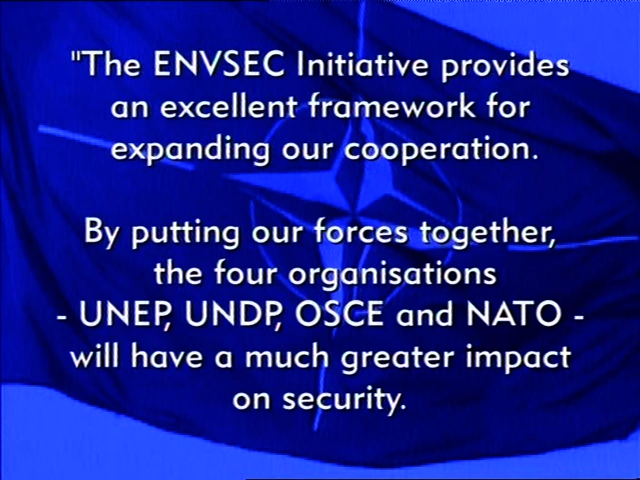 "The ENVSEC Initiative provides
an excellent framework for
expanding our cooperation.
By putting our forces together,
the four organisations
- UNEP, UNDP, OSCE and NATO -
will have a much greater impact
on security.